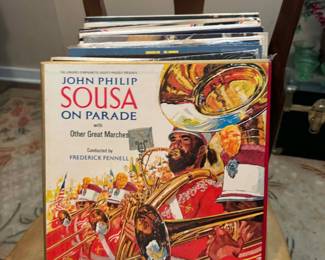 JOHN PHILIP
SOUSA
ON PARADE
with
Other Great Marches
Conducted by
FREDERICK FENNELL